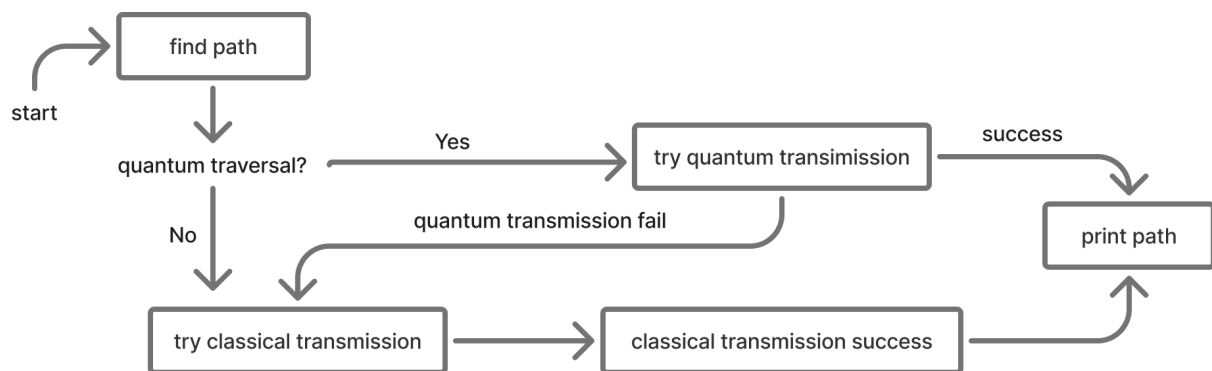 find path
start
quantum traversal?
Yes
try quantum transimission
success
quantum transmission fail
No
print path
try classical transmission
classical transmission success